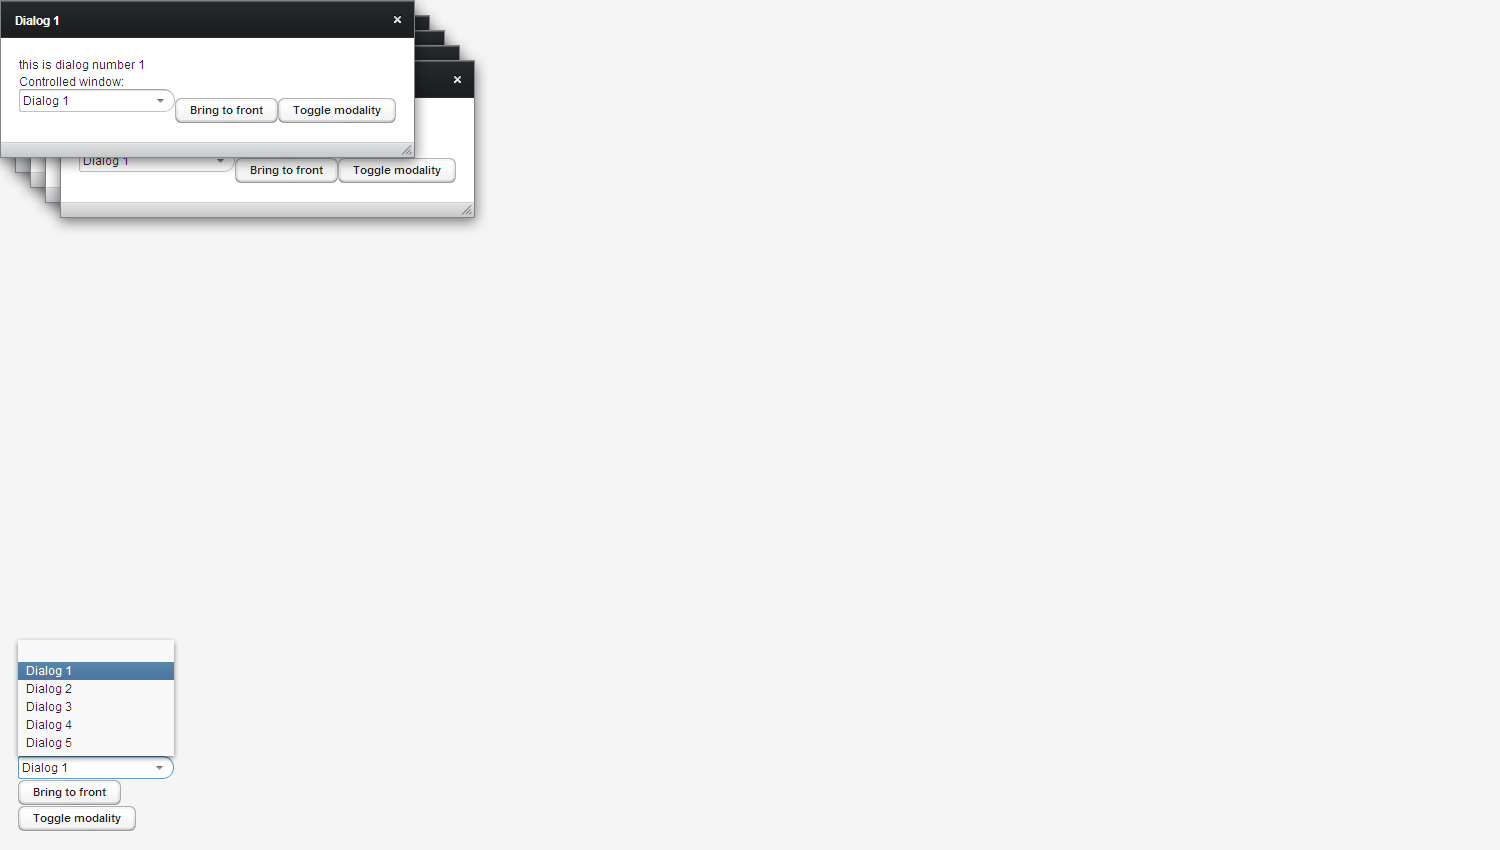 Dialog 1
this is dialog number 1
Controlled window:
Dialog 1
Bring to front
Toggle modality
Dialog 1
Bring to front
Toggle modality
Dialog 1
Dialog 2
Dialog 3
Dialog 4
Dialog 5
Dialog 1
Bring to front
Toggle modality